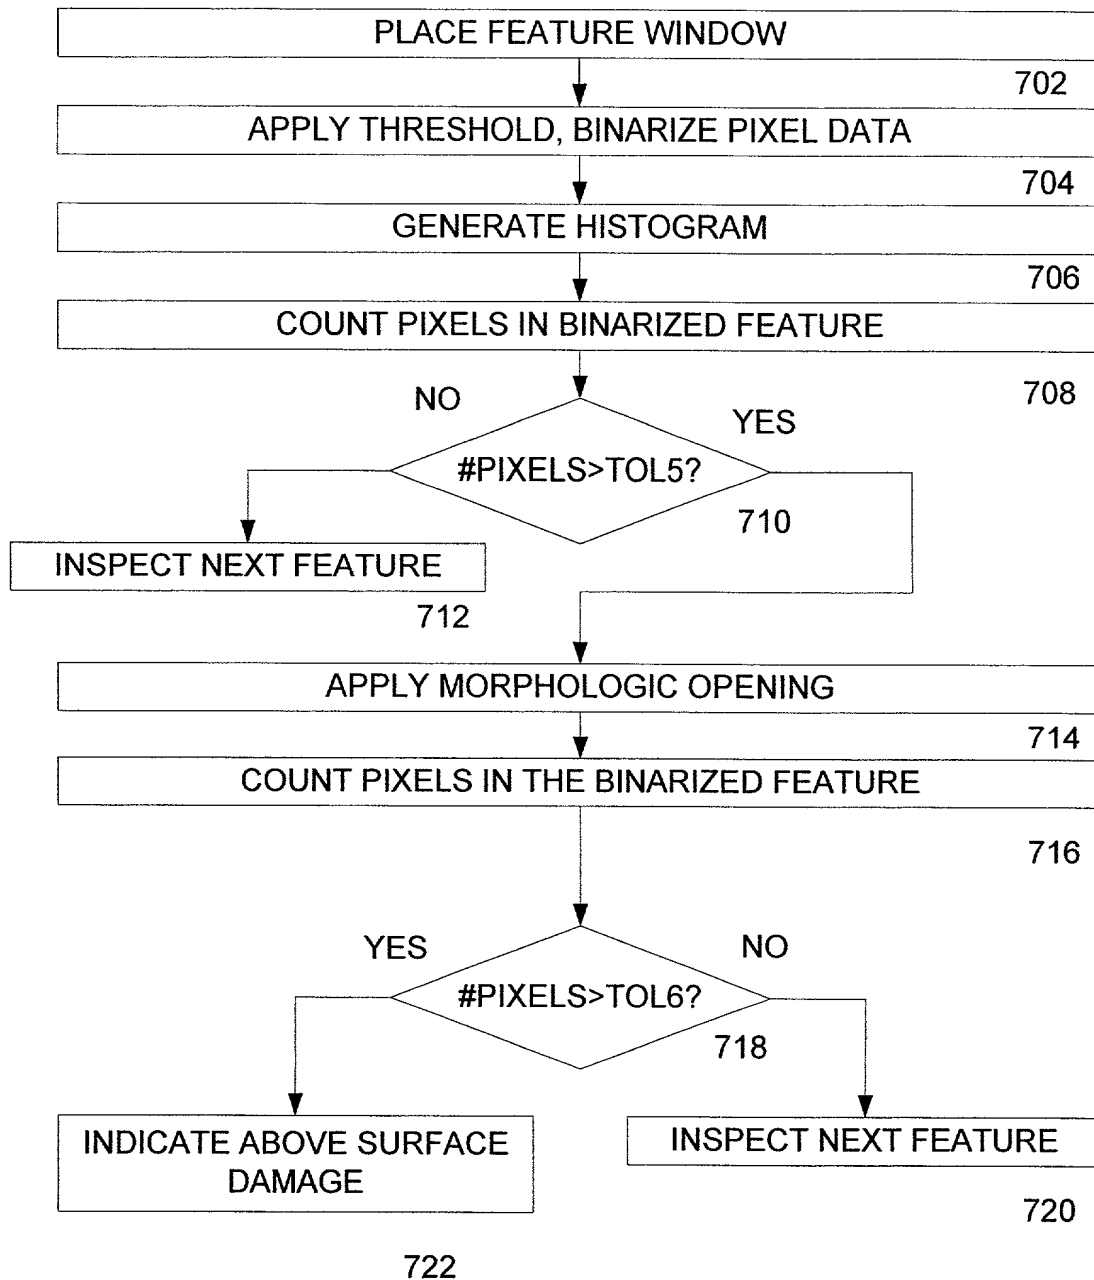 PLACE FEATURE WINDOW
702
APPLY THRESHOLD, BINARIZE PIXEL DATA
704
GENERATE HISTOGRAM
706
COUNT PIXELS IN BINARIZED FEATURE
708
NO
YES
#PIXELS>TOL5?
710
INSPECT NEXT FEATURE
712
APPLY MORPHOLOGIC OPENING
714
COUNT PIXELS IN THE BINARIZED FEATURE
716
YES
NO
#PIXELS>TOL6?
718
INDICATE ABOVE SURFACE
DAMAGE
722
INSPECT NEXT FEATURE
720